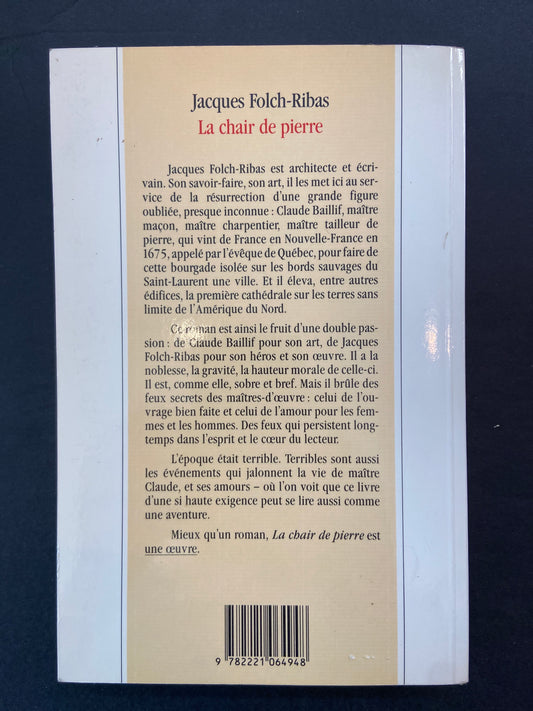 Jacques Folch-Ribas
La chair de pierre
Jacques Folch-Ribas est architecte et écri-
vain. Son savoir-faire, son art, il les met ici au ser-
vice de la résurrection d'une grande figure
oubliée, presque inconnue : Claude Baillif, maître
maçon, maître charpentier, maître tailleur de
pierre, qui vint de France en Nouvelle-France en
1675, appelé par l'évêque de Québec, pour faire de
cette bourgade isolée sur les bords sauvages du
Saint-Laurent une ville. Et il éleva, entre autres
édifices, la première cathédrale sur les terres sans
limite de l'Amérique du Nord.
Ce roman est ainsi le fruit d'une double pas-
sion : de Claude Baillif pour son art, de Jacques
Folch-Ribas pour son héros et son œuvre. Il a la
noblesse, la gravité, la hauteur morale de celle-ci.
Il est, comme elle, sobre et bref. Mais il brûle des
feux secrets des maîtres-d'œuvre : celui de l'ou-
vrage bien faite et celui de l'amour pour les fem-
mes et les hommes. Des feux qui persistent long-
temps dans l'esprit et le cœur du lecteur.
L'époque était terrible. Terribles sont aussi
les événements qui jalonnent la vie de maître
Claude, et ses amours – où l'on voit que ce livre
d'une si haute exigence peut se lire aussi comme
une aventure.
Mieux qu'un roman, La chair de pierre est
une œuvre.
9 782221 064948